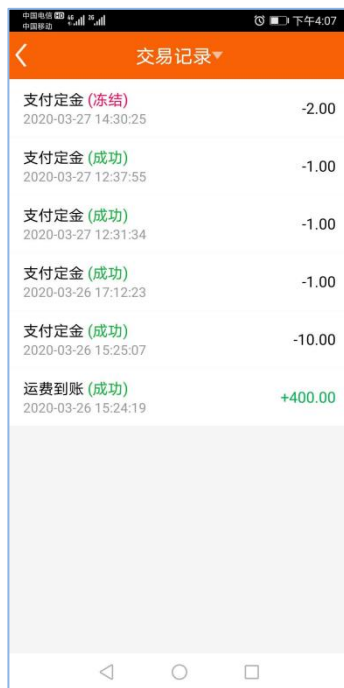 中国电信 HD 4G 2G 下午4:07
中国移动
交易记录
支付定金 (冻结)
2020-03-27 14:30:25
-2.00
支付定金 (成功)
2020-03-27 12:37:55
-1.00
支付定金 (成功)
2020-03-27 12:31:34
-1.00
支付定金 (成功)
2020-03-26 17:12:23
-1.00
支付定金 (成功)
2020-03-26 15:25:07
-10.00
运费到账 (成功)
2020-03-26 15:24:19
+400.00